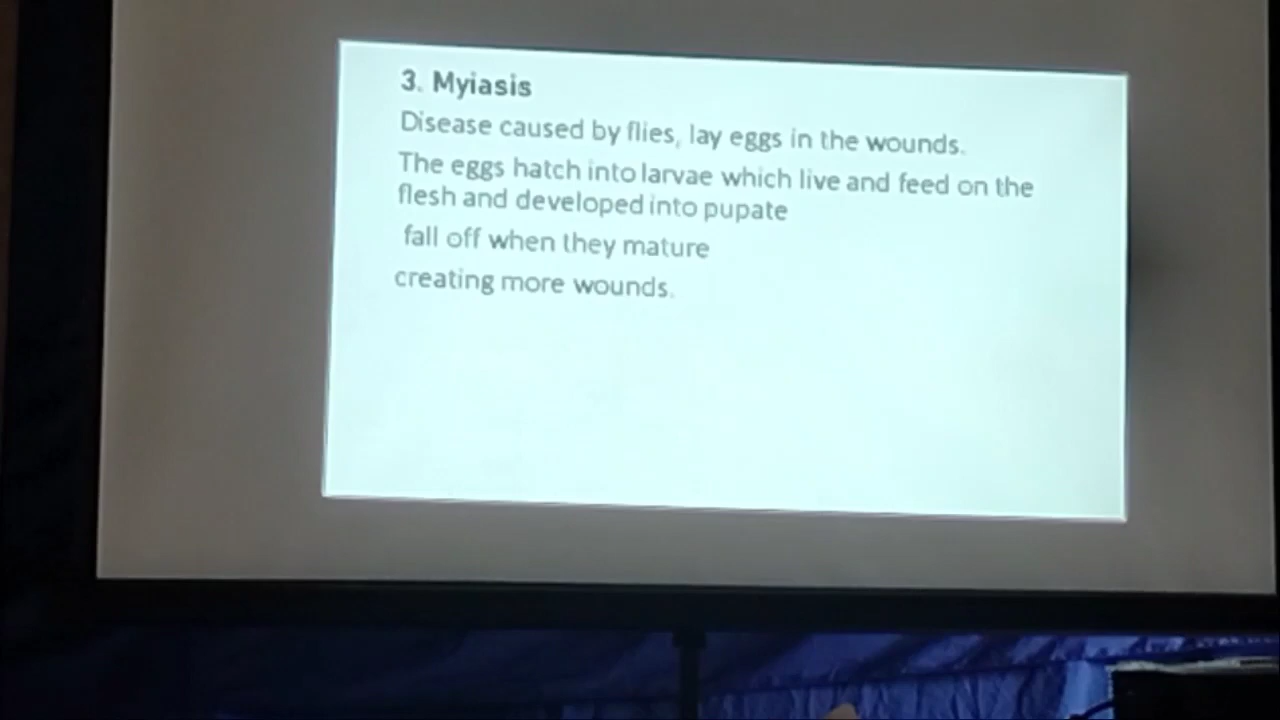 3. Myiasis
Disease caused by flies, lay eggs in the wounds.
The eggs hatch into larvae which live and feed on the
flesh and developed into pupate
fall off when they mature
creating more wounds.